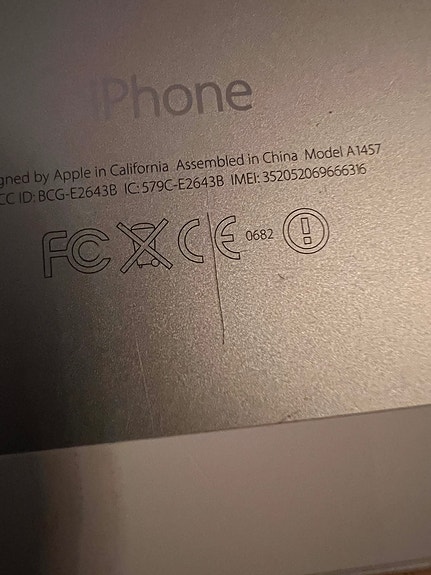 iPhone
gned by Apple in California Assembled in China Model A1457
CC ID: BCG-E2643B IC: 579C-E2643B IMEI: 352052069666316
FC CE 0682